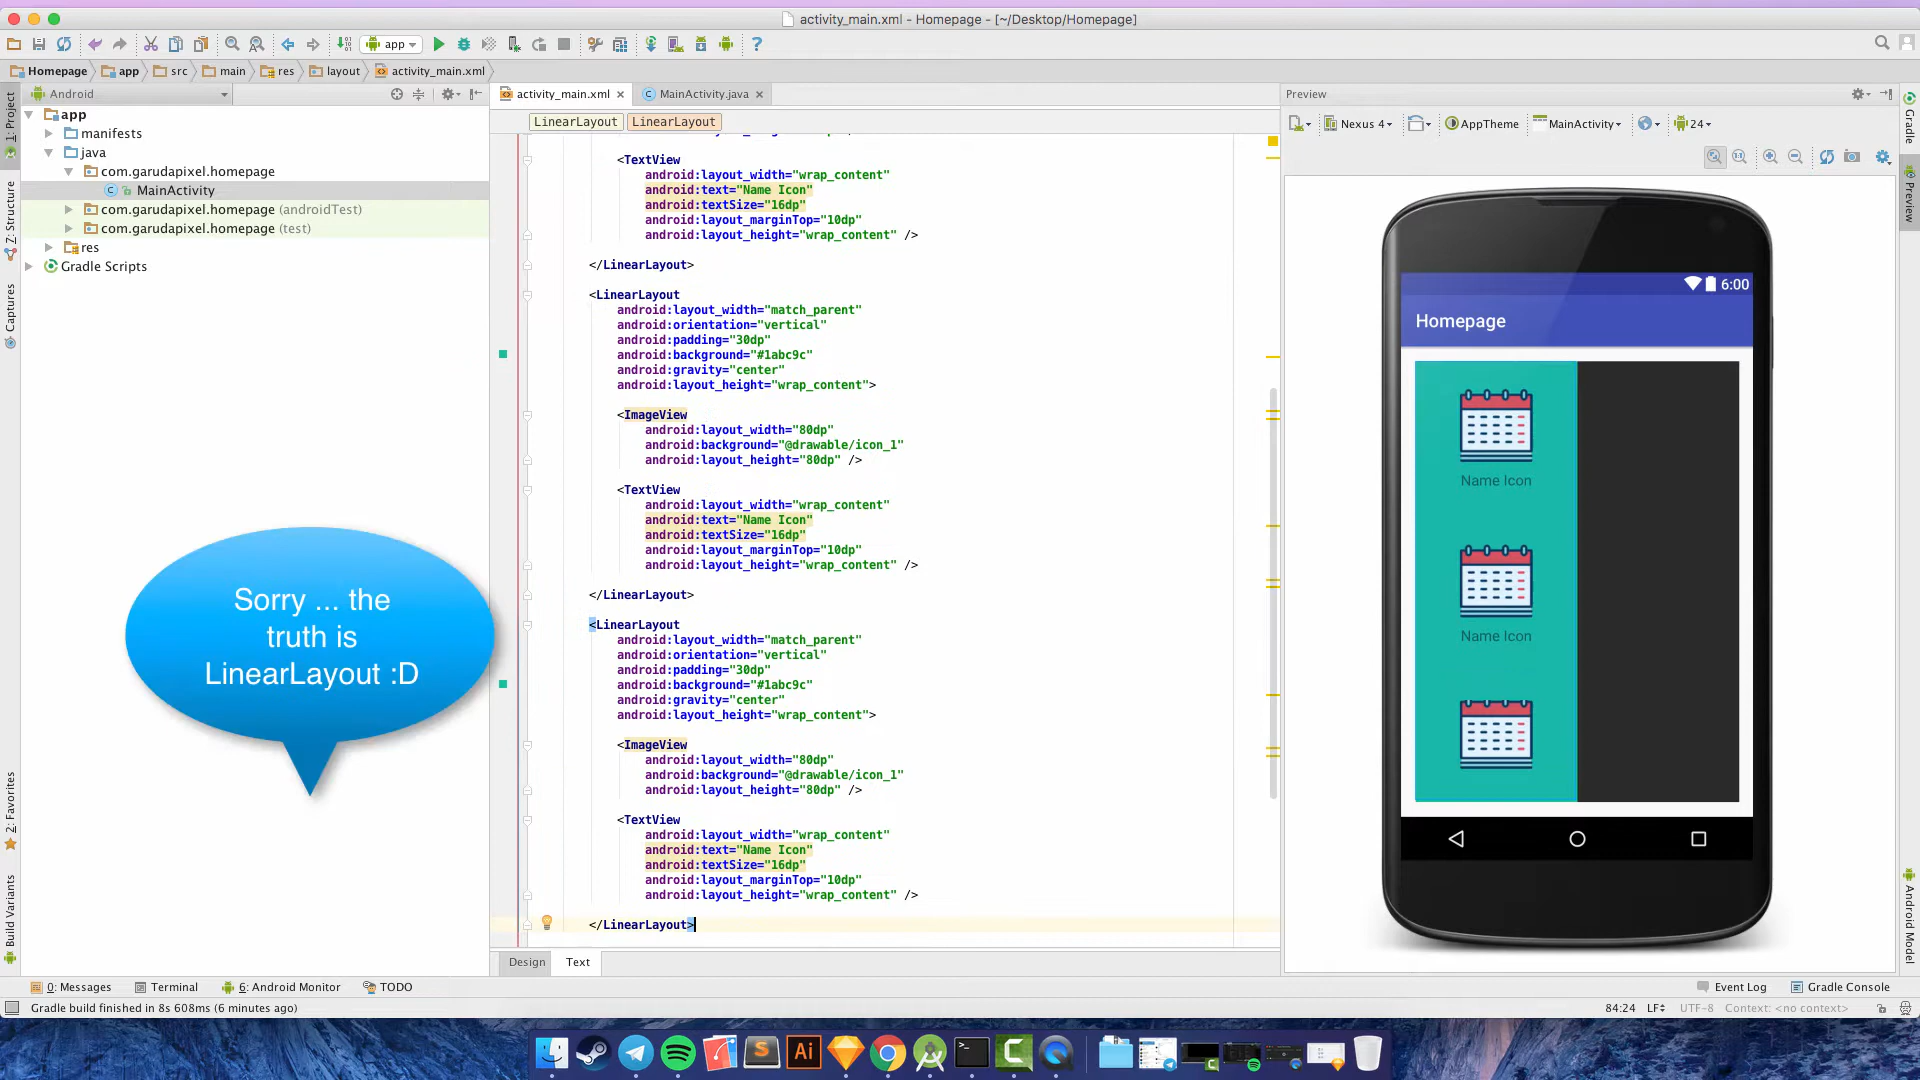 activity_main.xml - Homepage - [~/Desktop/Homepage]
app
Homepage
app
src
main
res
layout
activity_main.xml
Android
activity_main.xml
MainActivity.java
Preview
LinearLayout
LinearLayout
Nexus 4
AppTheme
MainActivity
24
1: Project
Z: Structure
Captures
2: Favorites
Build Variants
app
manifests
java
com.garudapixel.homepage
MainActivity
com.garudapixel.homepage (androidTest)
com.garudapixel.homepage (test)
res
Gradle Scripts
Sorry ... the
truth is
LinearLayout :D
<TextView
android:layout_width="wrap_content"
android:text="Name Icon"
android:textSize="16dp"
android:layout_marginTop="10dp"
android:layout_height="wrap_content" />
</LinearLayout>
<LinearLayout
android:layout_width="match_parent"
android:orientation="vertical"
android:padding="30dp"
android:background="#1abc9c"
android:gravity="center"
android:layout_height="wrap_content">
<ImageView
android:layout_width="80dp"
android:background="@drawable/icon_1"
android:layout_height="80dp" />
<TextView
android:layout_width="wrap_content"
android:text="Name Icon"
android:textSize="16dp"
android:layout_marginTop="10dp"
android:layout_height="wrap_content" />
</LinearLayout>
<LinearLayout
android:layout_width="match_parent"
android:orientation="vertical"
android:padding="30dp"
android:background="#1abc9c"
android:gravity="center"
android:layout_height="wrap_content">
<ImageView
android:layout_width="80dp"
android:background="@drawable/icon_1"
android:layout_height="80dp" />
<TextView
android:layout_width="wrap_content"
android:text="Name Icon"
android:textSize="16dp"
android:layout_marginTop="10dp"
android:layout_height="wrap_content" />
</LinearLayout>
6:00
Homepage
Name Icon
Name Icon
Gradle
Preview
Android Model
Design
Text
0: Messages
Terminal
6: Android Monitor
TODO
Event Log
Gradle Console
Gradle build finished in 8s 608ms (6 minutes ago)
84:24
LF
UTF-8
Context: <no context>
Ai